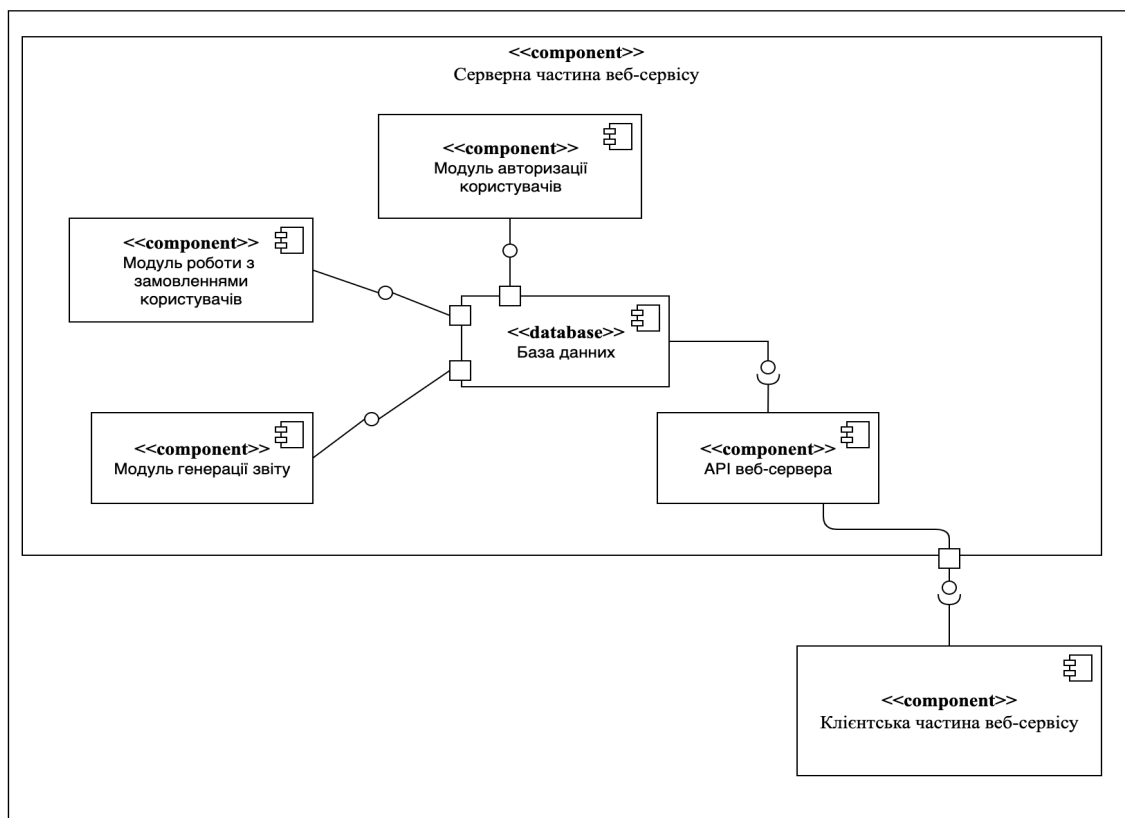 <<component>>
Серверна частина веб-сервісу
<<component>>
Модуль авторизації
користувачів
<<component>>
Модуль роботи з
замовленнями
користувачів
<<database>>
База данних
<<component>>
Модуль генерації звіту
<<component>>
API веб-сервера
<<component>>
Клієнтська частина веб-сервісу